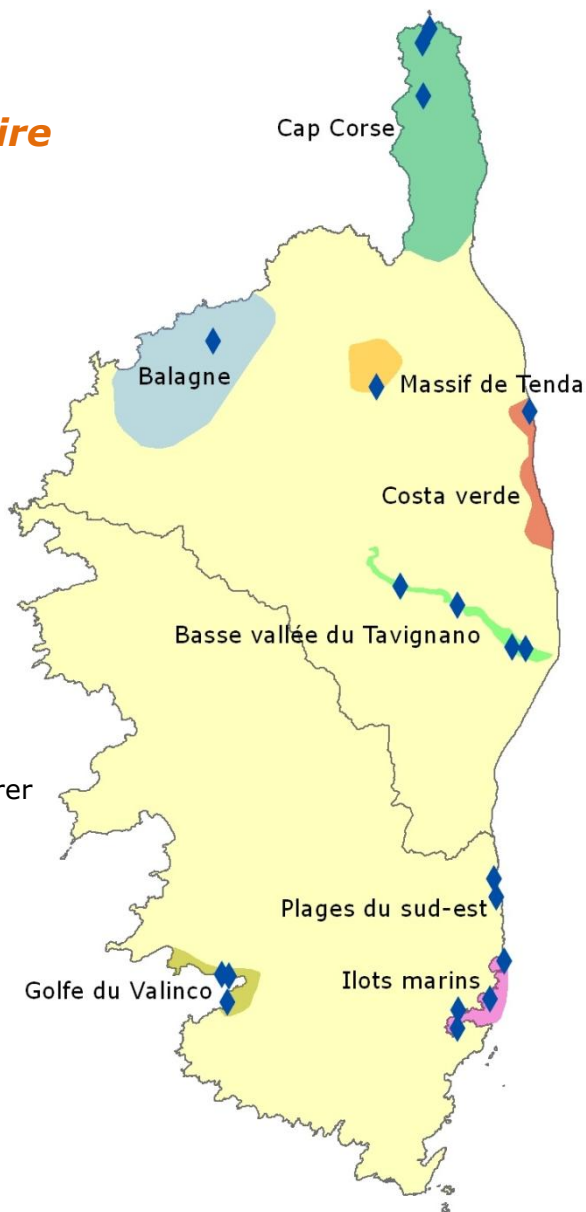 ire
Cap Corse
Balagne
Massif de Tenda
Costa verde
Basse vallée du Tavignano
rer
Plages du sud-est
Ilots marins
Golfe du Valinco